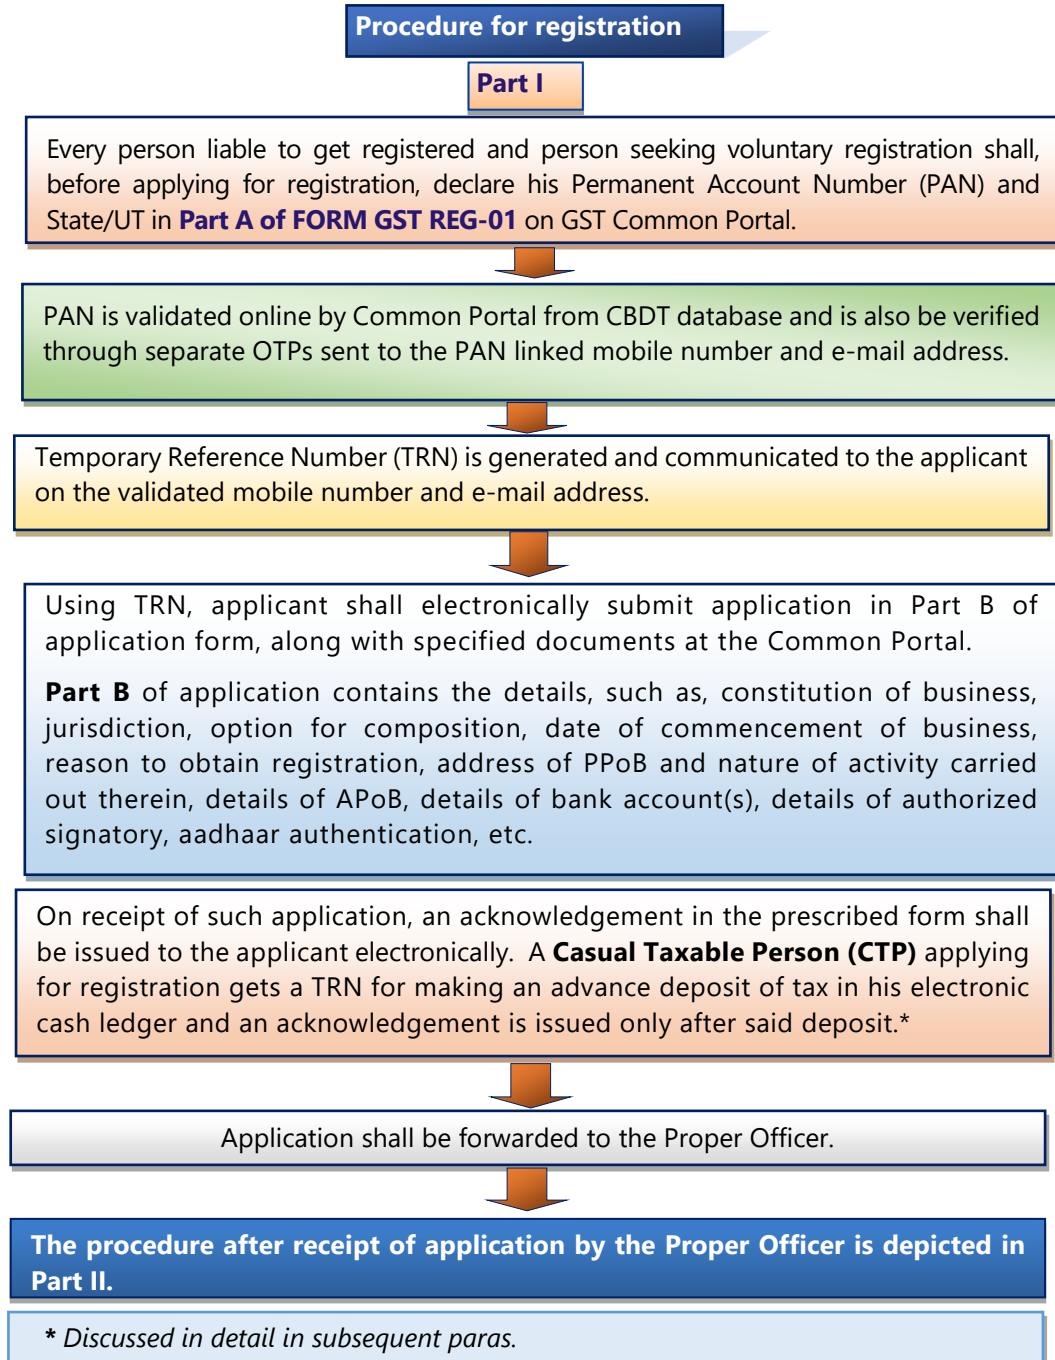 Procedure for registration
Part I
Every person liable to get registered and person seeking voluntary registration shall,
before applying for registration, declare his Permanent Account Number (PAN) and
State/UT in Part A of FORM GST REG-01 on GST Common Portal.
PAN is validated online by Common Portal from CBDT database and is also be verified
through separate OTPs sent to the PAN linked mobile number and e-mail address.
Temporary Reference Number (TRN) is generated and communicated to the applicant
on the validated mobile number and e-mail address.
Using TRN, applicant shall electronically submit application in Part B of
application form, along with specified documents at the Common Portal.
Part B of application contains the details, such as, constitution of business,
jurisdiction, option for composition, date of commencement of business,
reason to obtain registration, address of PPoB and nature of activity carried
out therein, details of APoB, details of bank account(s), details of authorized
signatory, aadhaar authentication, etc.
On receipt of such application, an acknowledgement in the prescribed form shall
be issued to the applicant electronically. A Casual Taxable Person (CTP) applying
for registration gets a TRN for making an advance deposit of tax in his electronic
cash ledger and an acknowledgement is issued only after said deposit.*
Application shall be forwarded to the Proper Officer.
The procedure after receipt of application by the Proper Officer is depicted in
Part II.
* Discussed in detail in subsequent paras.